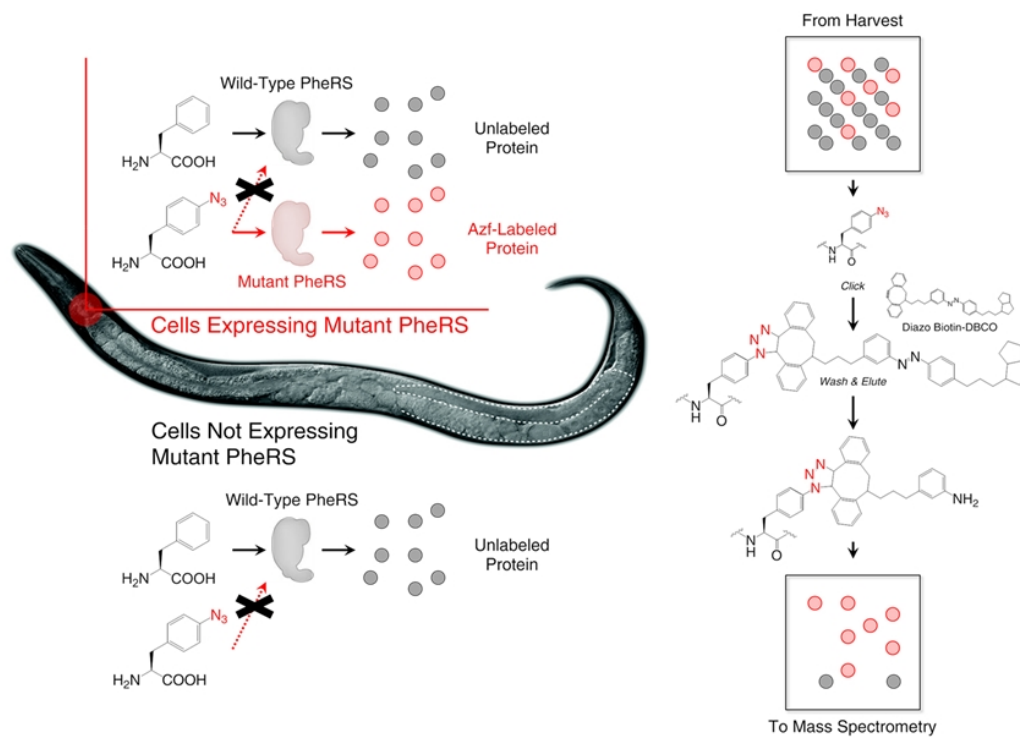 Wild-Type PheRS
H₂N
COOH
Unlabeled
Protein
N₃
H₂N
COOH
Mutant PheRS
Azf-Labeled
Protein
Cells Expressing Mutant PheRS
Cells Not Expressing
Mutant PheRS
Wild-Type PheRS
H₂N
COOH
Unlabeled
Protein
N₃
H₂N
COOH
From Harvest
N₃
N
H
O
Click
Diazo Biotin-DBCO
N
N
N
N
N
Wash & Elute
N
H
O
N
N
N
NH₂
N
H
O
To Mass Spectrometry